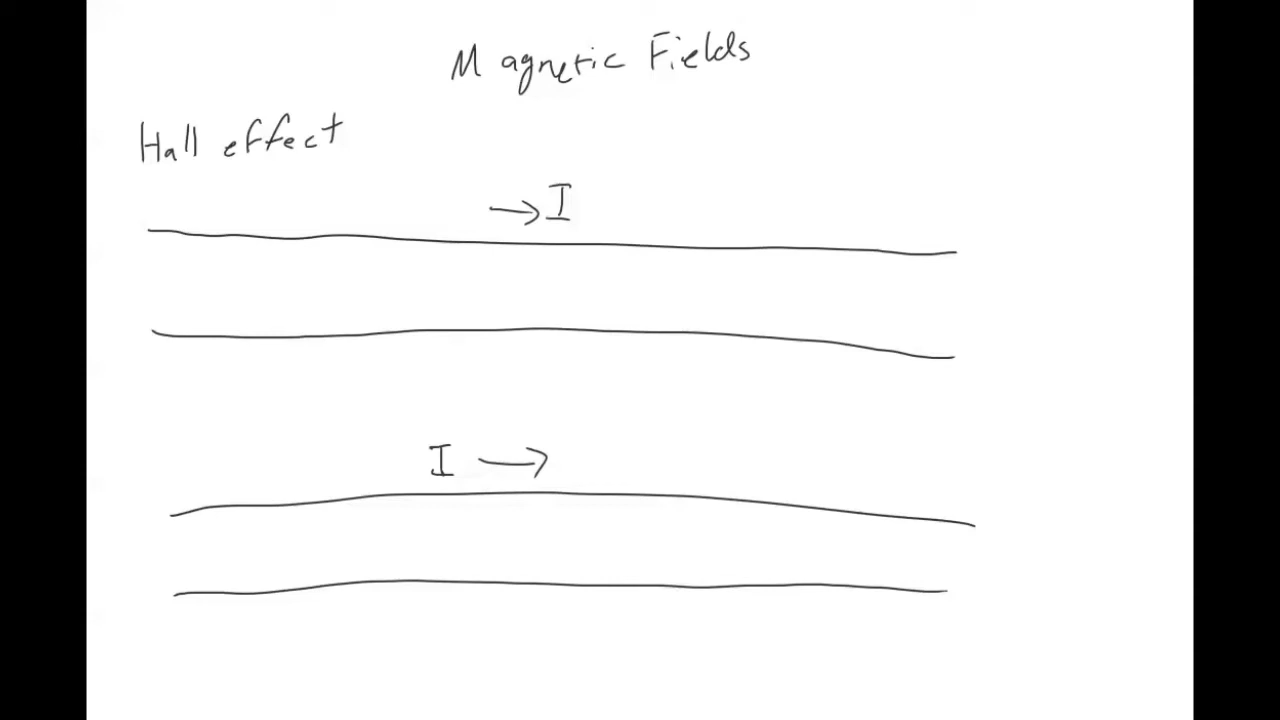 Magnetic Fields
Hall effect
→ I
I →